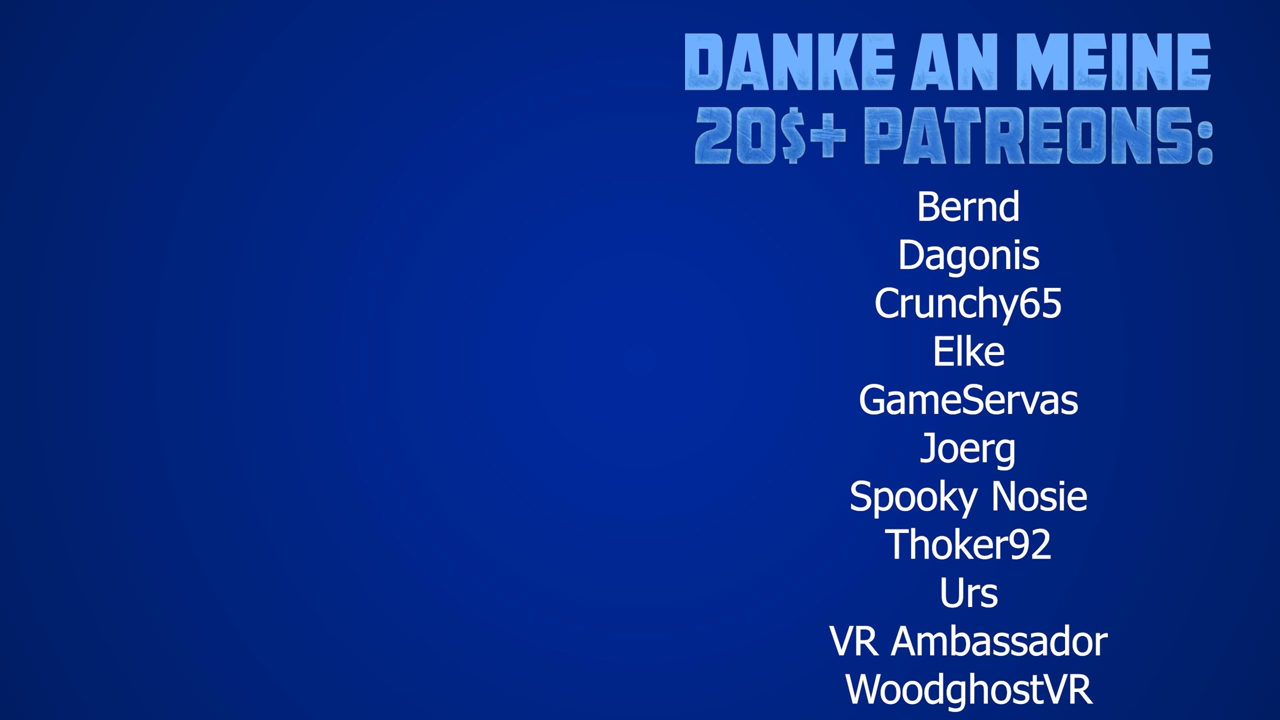 DANKE AN MEINE
20$+ PATREONS:
Bernd
Dagonis
Crunchy65
Elke
GameServas
Joerg
Spooky Nosie
Thoker92
Urs
VR Ambassador
WoodghostVR